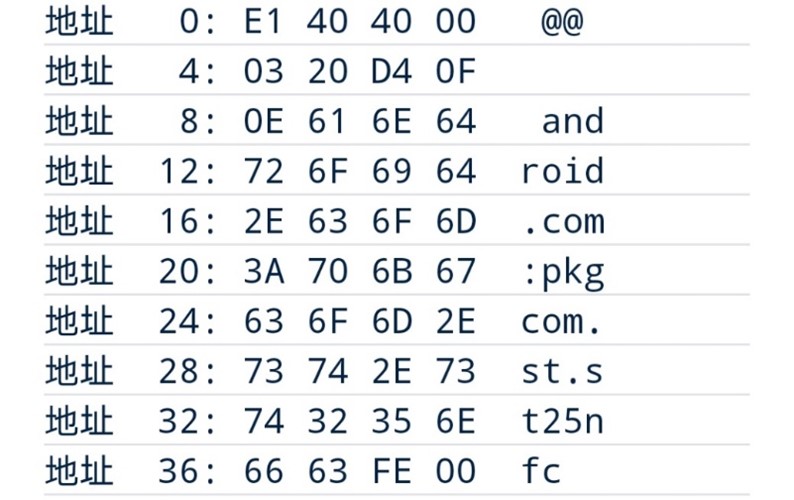 地址 0: E1 40 40 00 @@
地址 4: 03 20 D4 0F
地址 8: 0E 61 6E 64 and
地址 12: 72 6F 69 64 roid
地址 16: 2E 63 6F 6D .com
地址 20: 3A 70 6B 67 :pkg
地址 24: 63 6F 6D 2E com.
地址 28: 73 74 2E 73 st.s
地址 32: 74 32 35 6E t25n
地址 36: 66 63 FE 00 fc